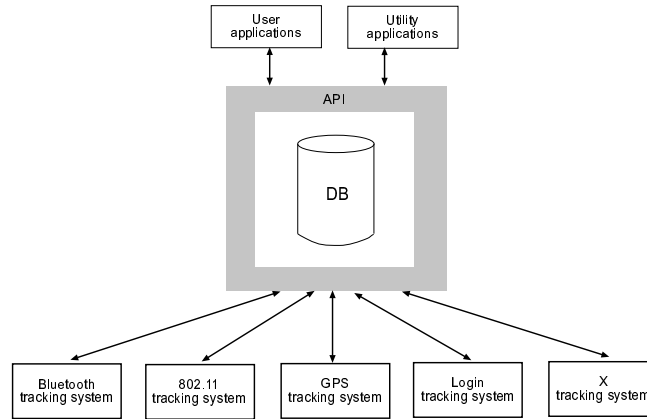 User
applications
Utility
applications
API
DB
Bluetooth
tracking system
802.11
tracking system
GPS
tracking system
Login
tracking system
X
tracking system